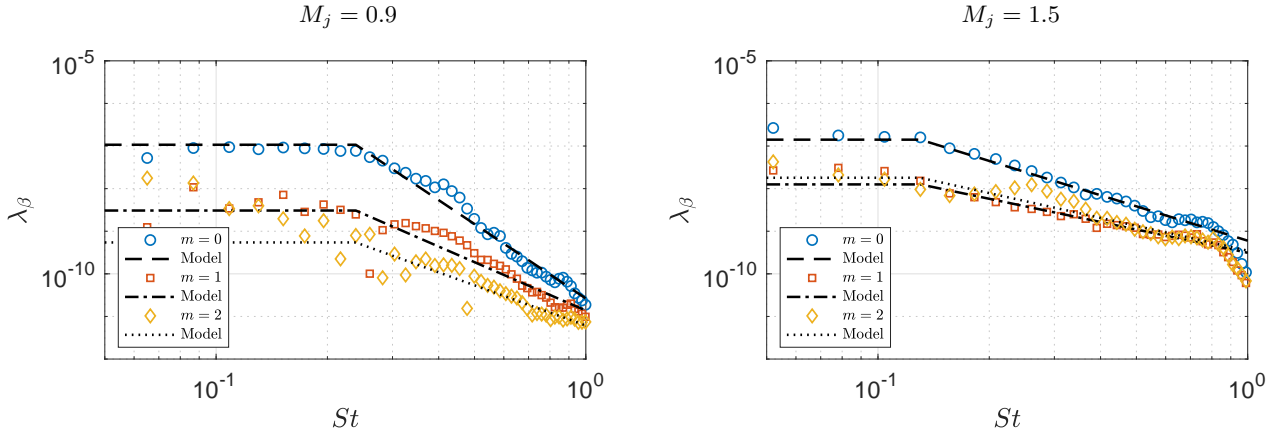 M_j = 0.9
10^-5
10^-10
λ_β
m = 0
Model
m = 1
Model
m = 2
Model
10^-1
10^0
St
M_j = 1.5
10^-5
10^-10
λ_β
m = 0
Model
m = 1
Model
m = 2
Model
10^-1
10^0
St